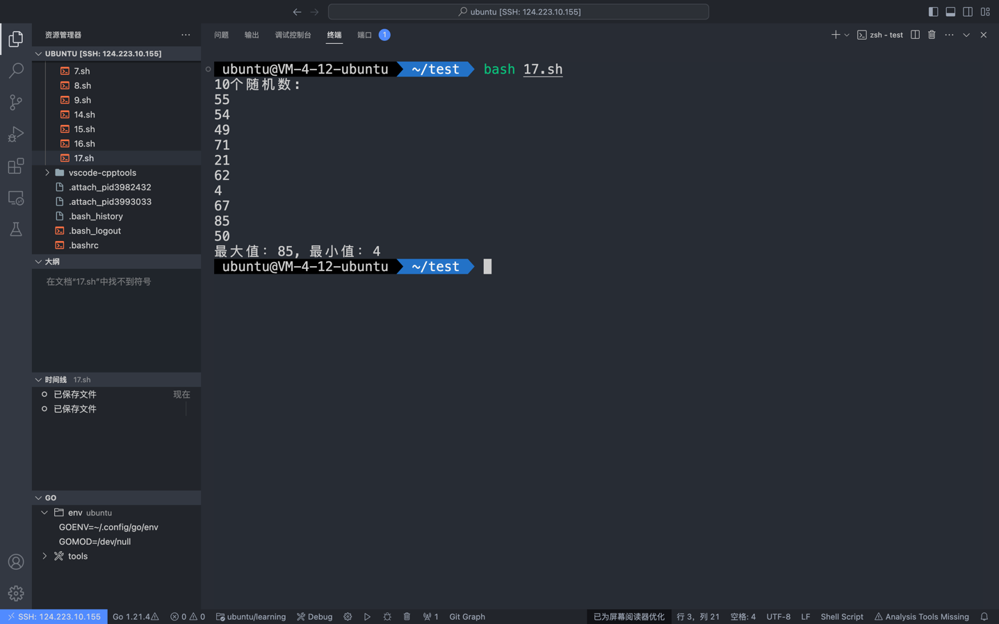 ubuntu [SSH: 124.223.10.155]
资源管理器
UBUNTU [SSH: 124.223.10.155]
7.sh
8.sh
9.sh
14.sh
15.sh
16.sh
17.sh
vscode-cpptools
.attach_pid3982432
.attach_pid3993033
.bash_history
.bash_logout
.bashrc
大纲
在文档“17.sh”中找不到符号
时间线 17.sh
已保存文件 现在
已保存文件
GO
env ubuntu
GOENV=~/.config/go/env
GOMOD=/dev/null
tools
问题 输出 调试控制台 终端 端口 1
zsh - test
ubuntu@VM-4-12-ubuntu ~/test bash 17.sh
10个随机数:
55
54
49
71
21
62
4
67
85
50
最大值: 85, 最小值: 4
ubuntu@VM-4-12-ubuntu ~/test
SSH: 124.223.10.155 Go 1.21.4 0 0 ubuntu/learning Debug 1 Git Graph 已为屏幕阅读器优化 行 3，列 21 空格: 4 UTF-8 LF Shell Script Analysis Tools Missing